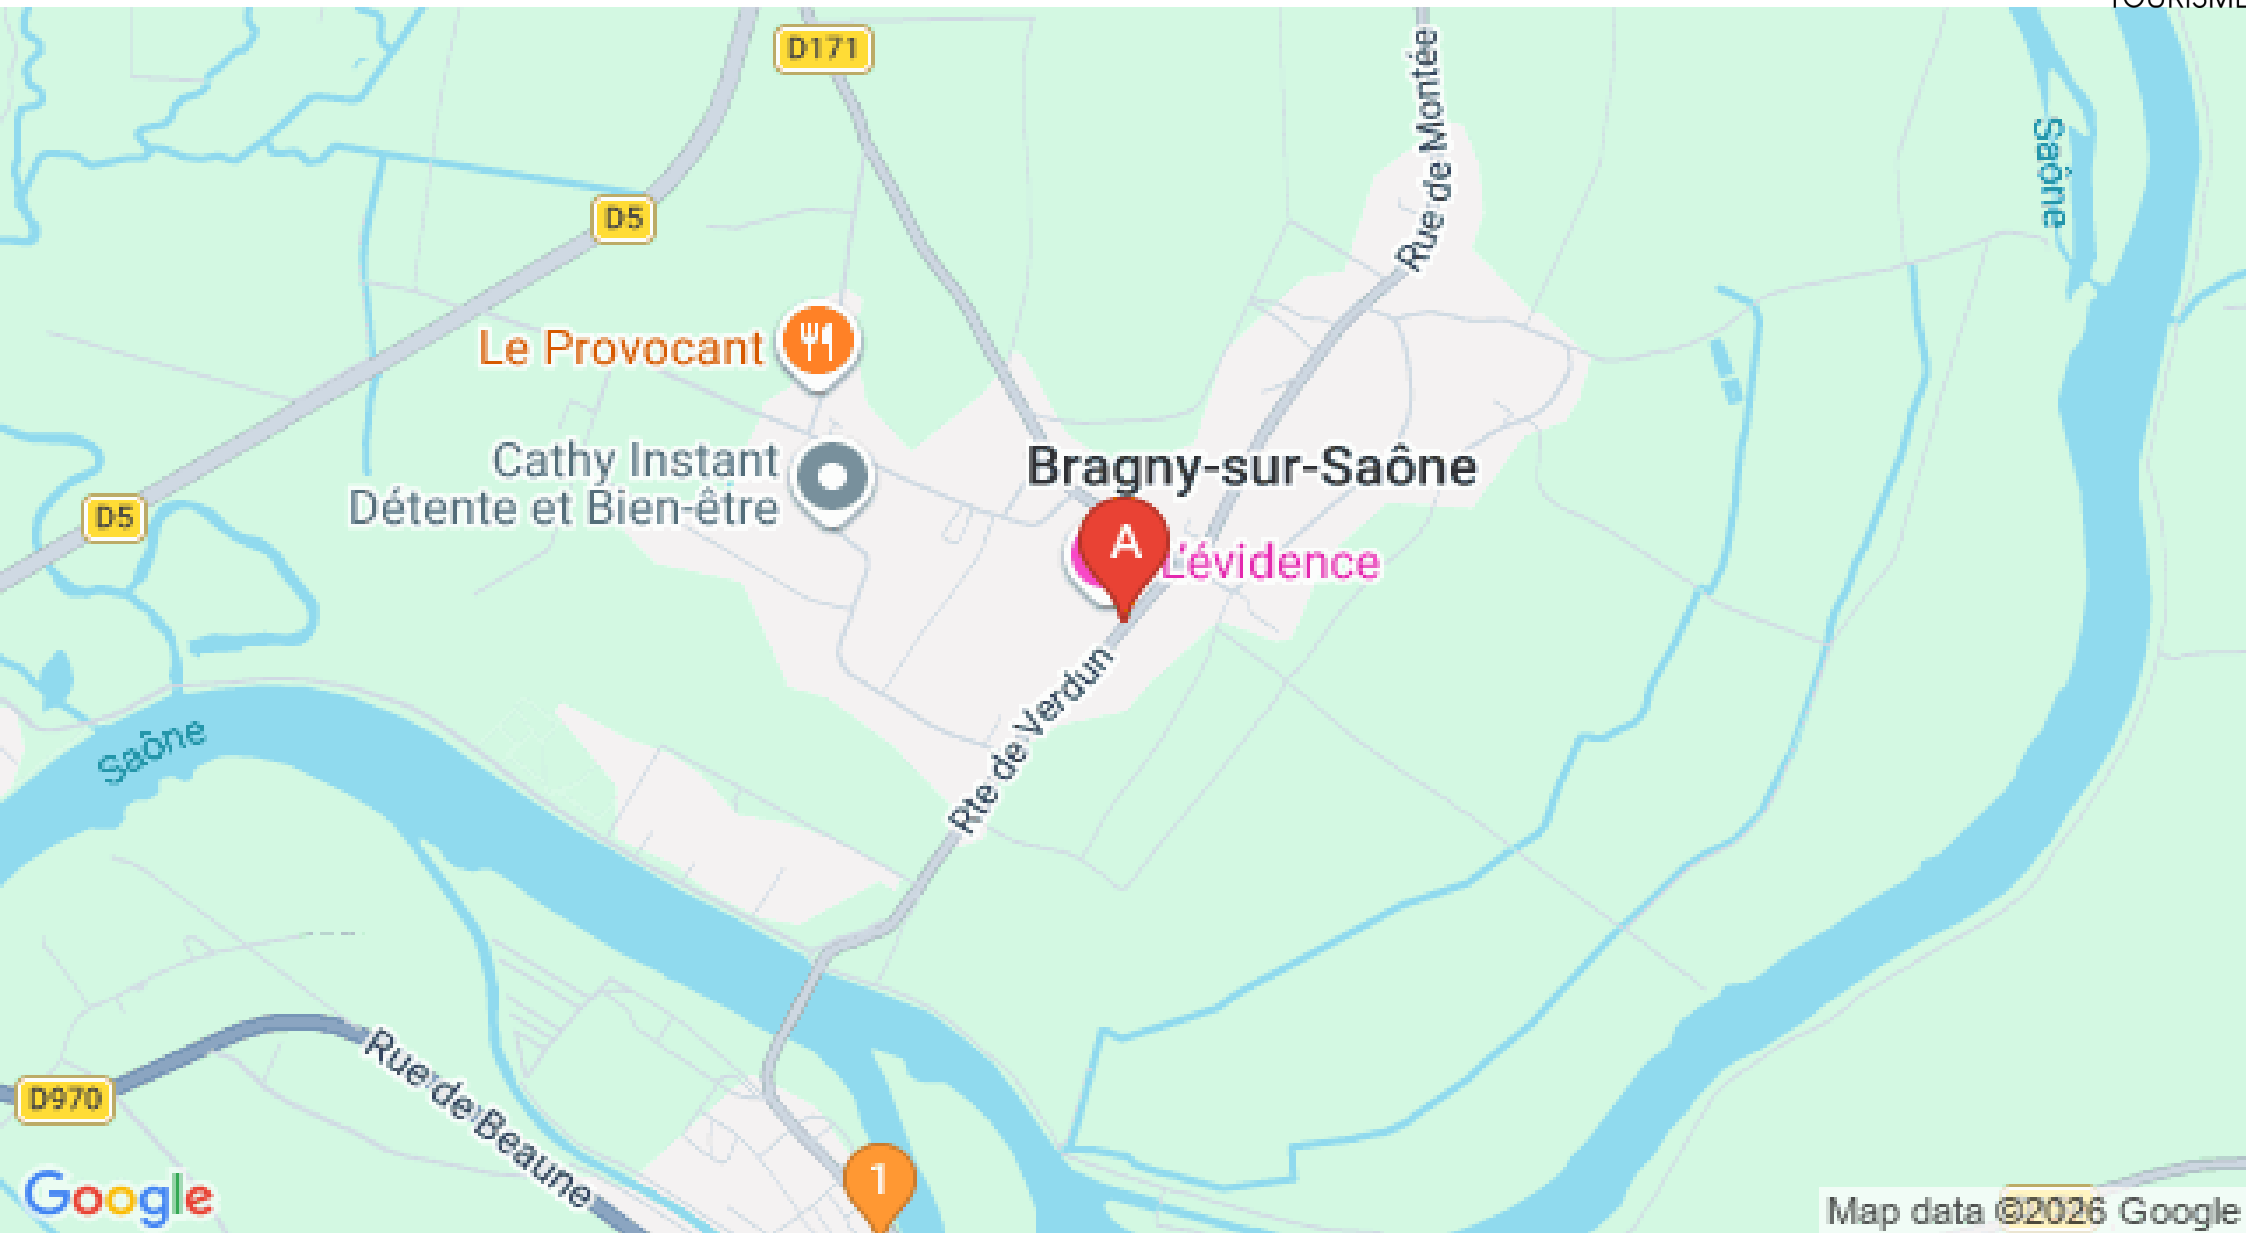 TOURISME
D171
Rue de Montée
Saône
D5
Le Provocant
Cathy Instant
Détente et Bien-être
Bragny-sur-Saône
D5
A
L'évidence
Rte de Verdun
Saône
Rue de Beaune
D970
1
Google
Map data ©2026 Google